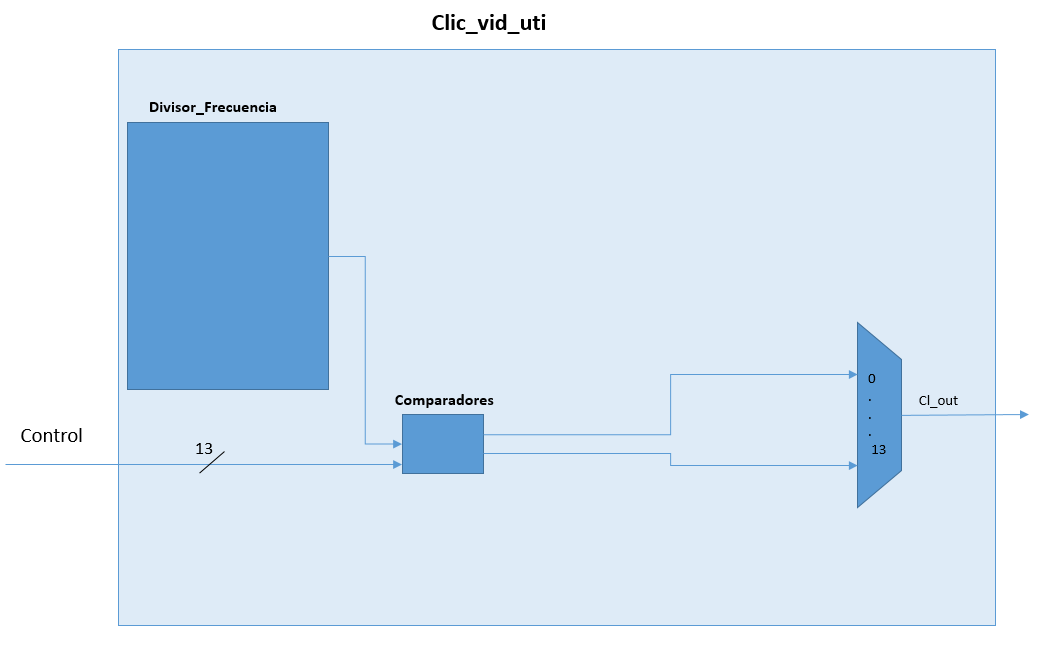 Clic_vid_uti
Divisor_Frecuencia
Comparadores
Control
13
0
.
.
.
13
Cl_out